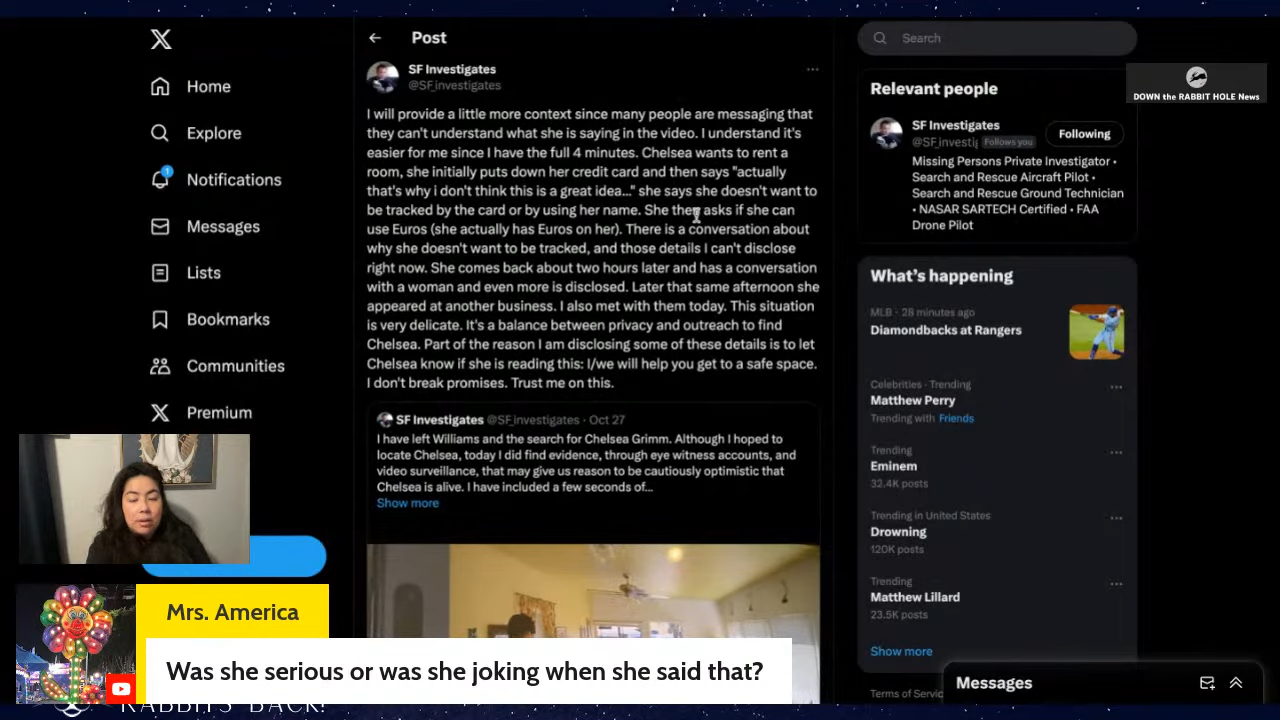 Home
Explore
1
Notifications
Messages
Lists
Bookmarks
Communities
Premium
Post
SF Investigates
@SF_investigates
I will provide a little more context since many people are messaging that
they can't understand what she is saying in the video. I understand it's
easier for me since I have the full 4 minutes. Chelsea wants to rent a
room, she initially puts down her credit card and then says "actually
that's why i don't think this is a great idea..." she says she doesn't want to
be tracked by the card or by using her name. She then asks if she can
use Euros (she actually has Euros on her). There is a conversation about
why she doesn't want to be tracked, and those details I can't disclose
right now. She comes back about two hours later and has a conversation
with a woman and even more is disclosed. Later that same afternoon she
appeared at another business. I also met with them today. This situation
is very delicate. It's a balance between privacy and outreach to find
Chelsea. Part of the reason I am disclosing some of these details is to let
Chelsea know if she is reading this: I/we will help you get to a safe space.
I don't break promises. Trust me on this.
SF Investigates @SF_investigates · Oct 27
I have left Williams and the search for Chelsea Grimm. Although I hoped to
locate Chelsea, today I did find evidence, through eye witness accounts, and
video surveillance, that may give us reason to be cautiously optimistic that
Chelsea is alive. I have included a few seconds of...
Show more
Search
Relevant people
DOWN the RABBIT HOLE News
SF Investigates
@SF_investig Follows you
Following
Missing Persons Private Investigator •
Search and Rescue Aircraft Pilot •
Search and Rescue Ground Technician
• NASAR SARTECH Certified • FAA
Drone Pilot
What's happening
MLB · 28 minutes ago
Diamondbacks at Rangers
Celebrities · Trending
Matthew Perry
Trending with Friends
Trending
Eminem
32.4K posts
Trending in United States
Drowning
120K posts
Trending
Matthew Lillard
23.5K posts
Show more
Terms of Servic
Messages
Mrs. America
Was she serious or was she joking when she said that?
RABBITS BACK!